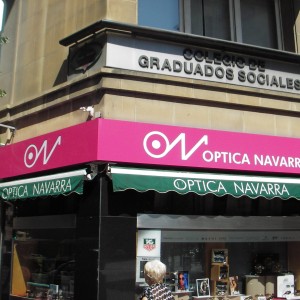 COLEGIO DE
GRADUADOS SOCIALES
ON
ON OPTICA NAVARRA
OPTICA NAVARRA
OPTICA NAVARRA